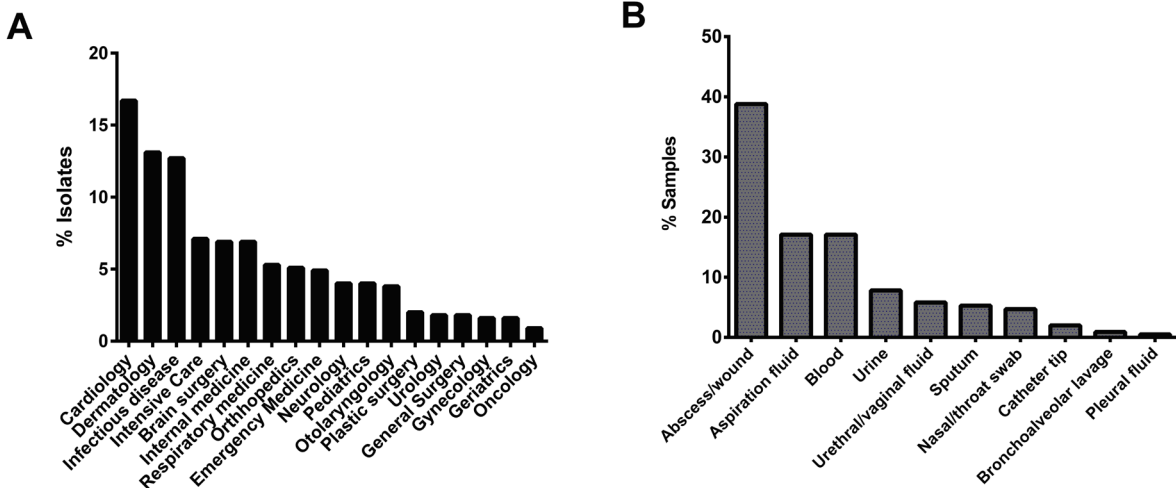 A
% Isolates
20
15
10
5
0
Cardiology
Dermatology
Infectious disease
Intensive Care
Brain surgery
Internal medicine
Respiratory medicine
Orthhopedics
Emergency Medicine
Neurology
Pediatrics
Otolaryngology
Plastic surgery
Urology
General Surgery
Gynecology
Geriatrics
Oncology
B
% Samples
50
40
30
20
10
0
Abscess/wound
Aspiration fluid
Blood
Urine
Urethral/vaginal fluid
Sputum
Nasal/throat swab
Catheter tip
Bronchoalveolar lavage
Pleural fluid